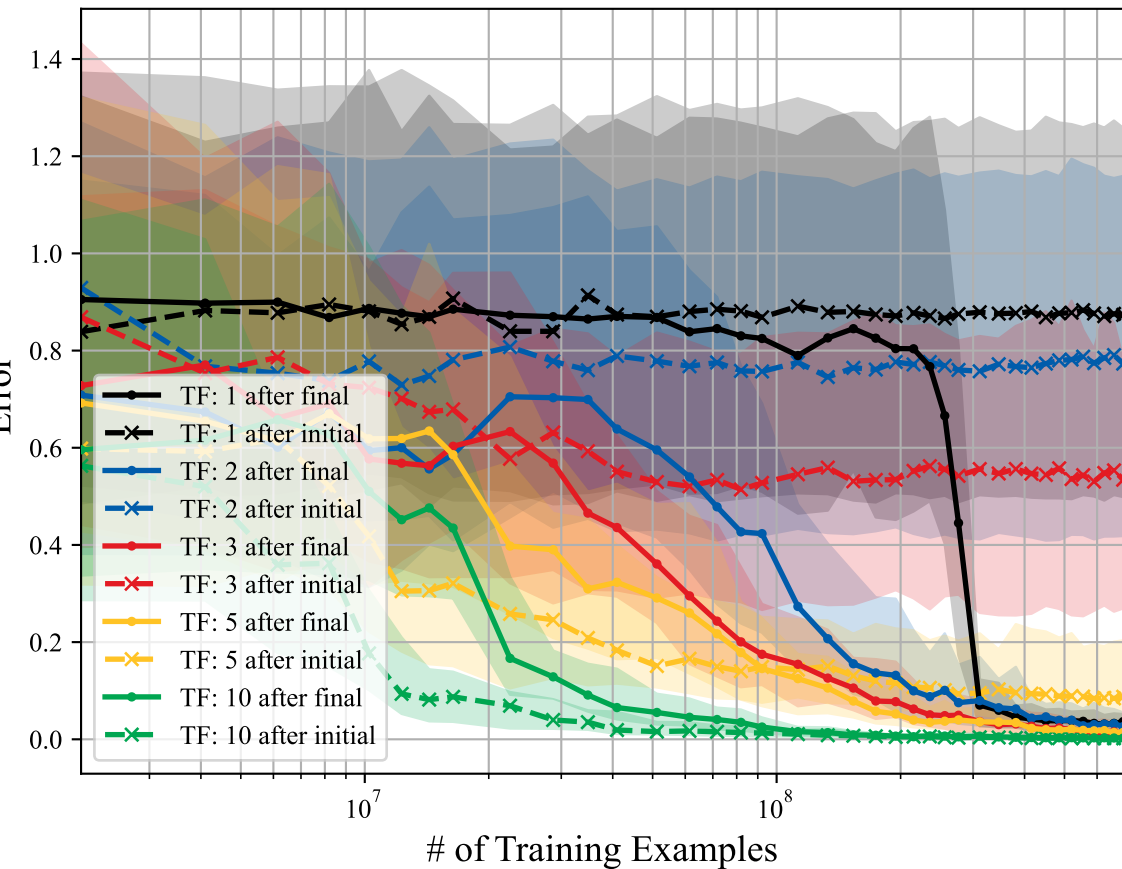 1.4
1.2
1.0
0.8
0.6
0.4
0.2
0.0
TF: 1 after final
TF: 1 after initial
TF: 2 after final
TF: 2 after initial
TF: 3 after final
TF: 3 after initial
TF: 5 after final
TF: 5 after initial
TF: 10 after final
TF: 10 after initial
10⁷
10⁸
# of Training Examples